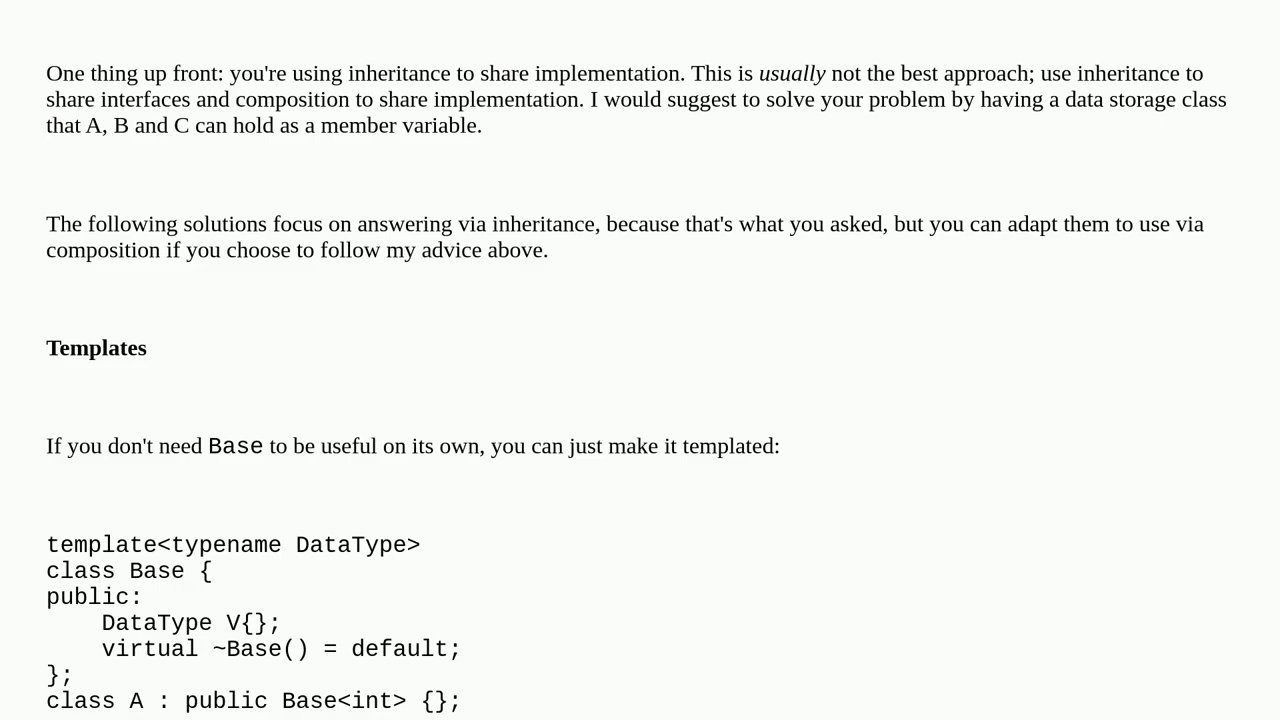 One thing up front: you're using inheritance to share implementation. This is usually not the best approach; use inheritance to
share interfaces and composition to share implementation. I would suggest to solve your problem by having a data storage class
that A, B and C can hold as a member variable.
The following solutions focus on answering via inheritance, because that's what you asked, but you can adapt them to use via
composition if you choose to follow my advice above.
Templates
If you don't need Base to be useful on its own, you can just make it templated:
template<typename DataType>
class Base {
public:
    DataType V{};
    virtual ~Base() = default;
};
class A : public Base<int> {};